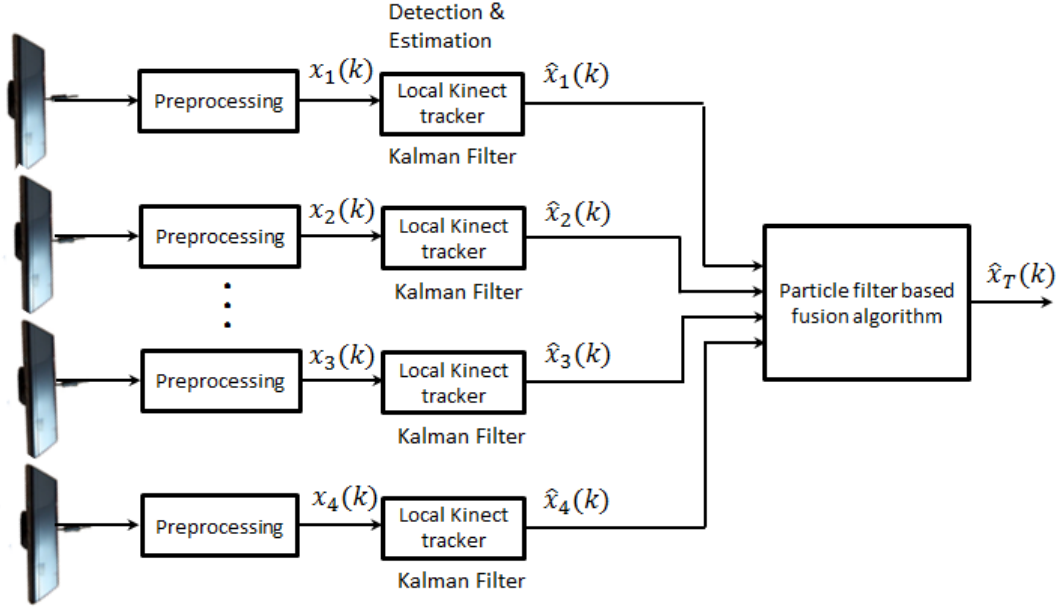 Detection &
Estimation
x₁(k)
x̂₁(k)
Preprocessing
Local Kinect
tracker
Kalman Filter
x₂(k)
x̂₂(k)
Preprocessing
Local Kinect
tracker
Kalman Filter
Particle filter based
fusion algorithm
x̂_T(k)
x₃(k)
x̂₃(k)
Preprocessing
Local Kinect
tracker
Kalman Filter
x₄(k)
x̂₄(k)
Preprocessing
Local Kinect
tracker
Kalman Filter